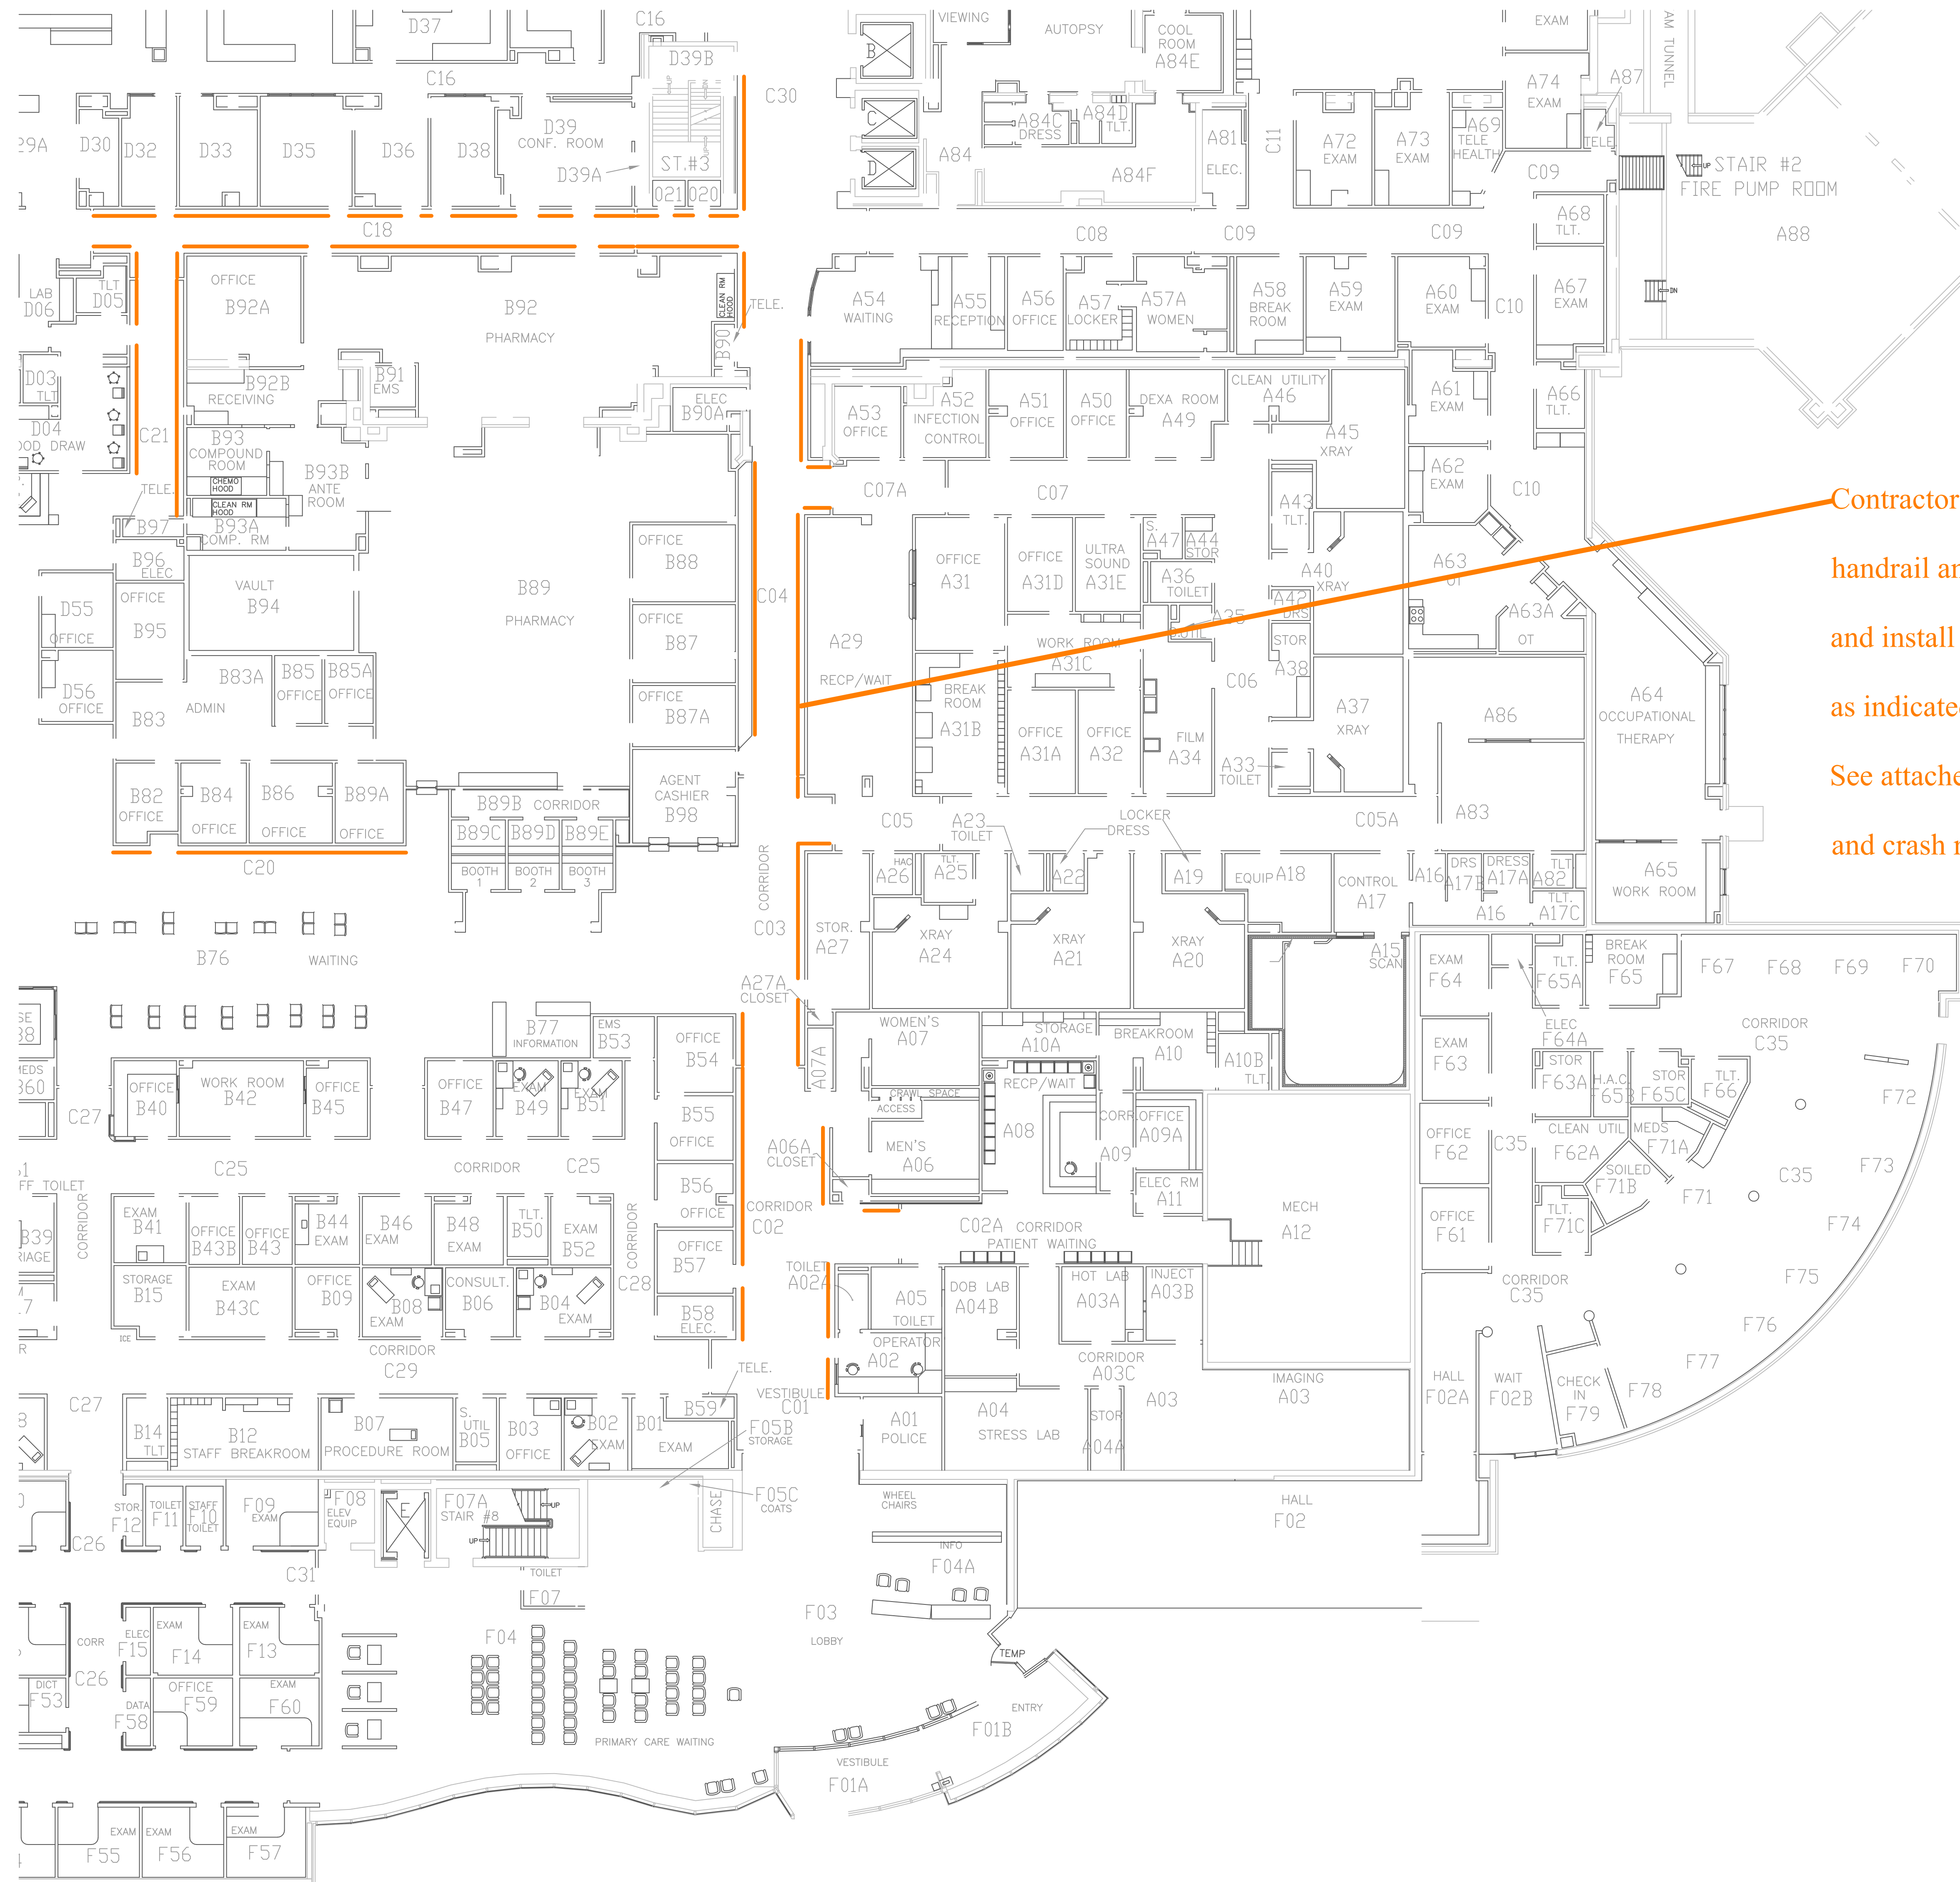 C16
VIEWING
AUTOPSY
COOL
ROOM
A84E
EXAM
D37
D39B
UP
DN
C16
C30
B
C
D
A74
EXAM
A87
TELE
A84C
DRESS
A84D
TLT.
A81
ELEC.
C11
A72
EXAM
A73
EXAM
A69
TELE
HEALTH
D30
D32
D33
D35
D36
D38
D39
CONF. ROOM
D39A
ST.#3
021
020
A84
A84F
C09
UP
STAIR #2
FIRE PUMP ROOM
A88
DN
C18
C08
C09
C09
A68
TLT.
LAB
D06
TLT
D05
OFFICE
B92A
B92
PHARMACY
CLEAN RM
HOOD
TELE.
B90
A54
WAITING
A55
RECEPTION
A56
OFFICE
A57
LOCKER
A57A
WOMEN
A58
BREAK
ROOM
A59
EXAM
A60
EXAM
C10
A67
EXAM
D03
TLT
D04
C21
B92B
RECEIVING
B91
EMS
ELEC
B90A
A53
OFFICE
A52
INFECTION
CONTROL
A51
OFFICE
A50
OFFICE
DEXA ROOM
A49
CLEAN UTILITY
A46
A45
XRAY
A61
EXAM
A66
TLT.
B93
COMPOUND
ROOM
CHEMO
HOOD
CLEAN RM
HOOD
B93A
COMP. RM
B93B
ANTE
ROOM
TELE.
B97
C07A
C07
A43
TLT.
A62
EXAM
C10
Contractor
handrail
and install
See
and crash
B96
ELEC
VAULT
B94
B89
PHARMACY
OFFICE
B88
C04
A29
RECP/WAIT
OFFICE
A31
OFFICE
A31D
ULTRA
SOUND
A31E
S.
A47
A44
STOR
A36
TOILET
A35
A40
XRAY
A42
DRS
A63
OT
A63A
OT
D55
OFFICE
OFFICE
B95
OFFICE
B87
WORK ROOM
A31C
STOR
A38
C06
D56
OFFICE
B83A
B83
ADMIN
B85
OFFICE
B85A
OFFICE
OFFICE
B87A
BREAK
ROOM
A31B
OFFICE
A31A
OFFICE
A32
FILM
A34
A33
TOILET
A37
XRAY
A86
A64
OCCUPATIONAL
THERAPY
B82
OFFICE
B84
OFFICE
B86
OFFICE
B89A
OFFICE
B89B
CORRIDOR
AGENT
CASHIER
B98
B89C
B89D
B89E
BOOTH
1
BOOTH
2
BOOTH
3
C05
A23
TOILET
LOCKER
DRESS
C05A
A83
C20
CORRIDOR
C03
HAC
A26
TLT.
A25
A22
A19
EQUIP
A18
CONTROL
A17
A16
DRS
A17B
DRESS
A17A
TLT
A82
A16
TLT.
A17C
A65
WORK ROOM
B76
WAITING
STOR.
A27
XRAY
A24
XRAY
A21
XRAY
A20
A15
SCAN
EXAM
F64
TLT.
F65A
BREAK
ROOM
F65
F67
F68
F69
F70
A27A
CLOSET
B77
INFORMATION
EMS
B53
OFFICE
B54
WOMEN'S
A07
STORAGE
A10A
BREAKROOM
A10
A10B
TLT.
EXAM
F63
ELEC
F64A
CORRIDOR
C35
C27
OFFICE
B40
WORK ROOM
B42
OFFICE
B45
OFFICE
B47
EXAM
B49
B51
EXAM
B55
OFFICE
A07A
CRAWL SPACE
ACCESS
RECP/WAIT
A08
CORR.
A09
OFFICE
A09A
STOR
F63A
H.A.C.
F65B
STOR
F65C
TLT.
F66
F72
C25
CORRIDOR
C25
MEN'S
A06
A06A
CLOSET
ELEC RM
A11
OFFICE
F62
C35
CLEAN UTIL
F62A
MEDS
F71A
SOILED
F71B
F71
C35
F73
CORRIDOR
EXAM
B41
OFFICE
B43B
OFFICE
B43
B44
EXAM
B46
EXAM
B48
EXAM
TLT.
B50
EXAM
B52
CORRIDOR
B56
OFFICE
CORRIDOR
C02
C02A
CORRIDOR
PATIENT WAITING
MECH
A12
OFFICE
F61
TLT.
F71C
F74
STORAGE
B15
EXAM
B43C
OFFICE
B09
B08
EXAM
CONSULT.
B06
B04
EXAM
C28
OFFICE
B57
TOILET
A02A
A05
TOILET
DOB LAB
A04B
HOT LAB
A03A
INJECT
A03B
CORRIDOR
C35
F75
ICE
B58
ELEC.
F76
CORRIDOR
C29
OPERATOR
A02
CORRIDOR
A03C
TELE.
VESTIBULE
C01
A03
IMAGING
A03
HALL
F02A
WAIT
F02B
CHECK
IN
F79
F77
F78
C27
B14
TLT
B12
STAFF BREAKROOM
B07
PROCEDURE ROOM
S.
UTIL
B05
B03
OFFICE
B02
EXAM
B01
EXAM
B59
F05B
STORAGE
A01
POLICE
A04
STRESS LAB
STOR
A04A
STOR.
F12
TOILET
F11
STAFF
F10
TOILET
F09
EXAM
F08
ELEV
EQUIP
E
F07A
STAIR #8
UP
UP
CHASE
F05C
COATS
WHEEL
CHAIRS
HALL
F02
C26
C31
TOILET
F07
INFO
F04A
CORR
C26
ELEC
F15
EXAM
F14
EXAM
F13
F04
F03
LOBBY
TEMP
DICT
F53
DATA
F58
OFFICE
F59
EXAM
F60
PRIMARY CARE WAITING
ENTRY
F01B
VESTIBULE
F01A
EXAM
F55
EXAM
F56
EXAM
F57